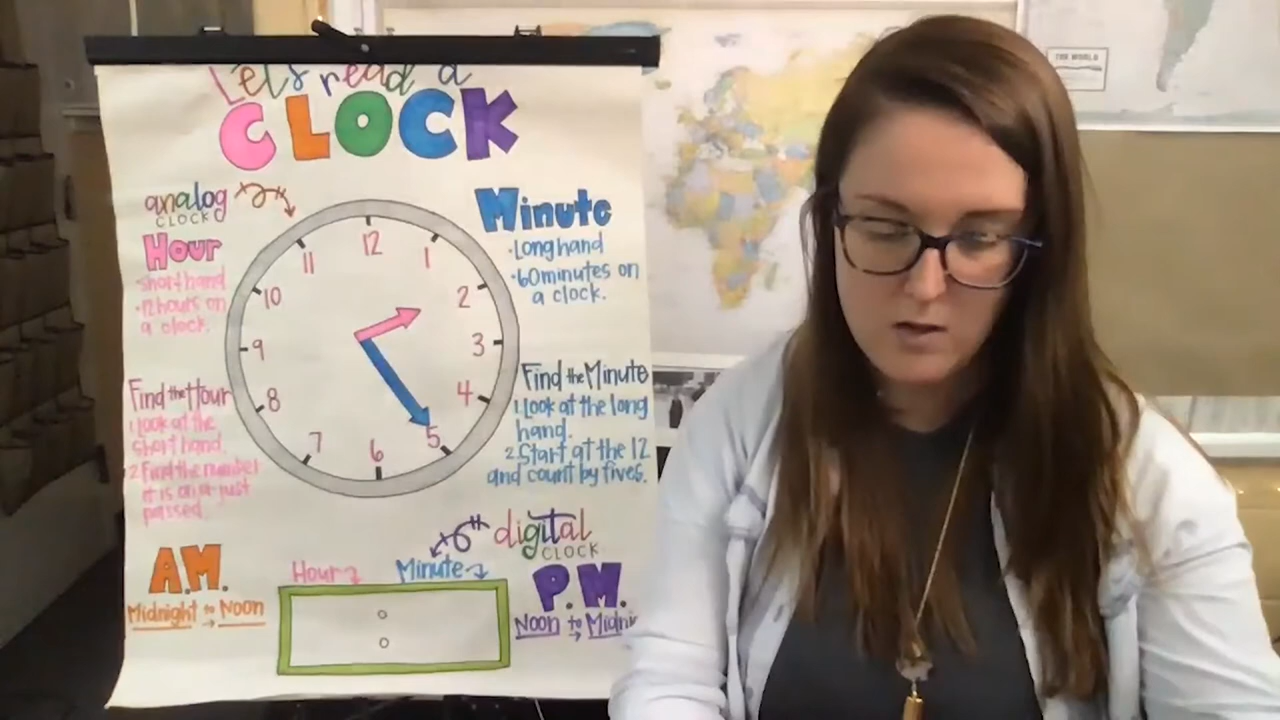 Let's read a
CLOCK
analog
CLOCK
Hour
•short hand
•12 hours on
a clock.
Minute
•Long hand
•60 minutes on
a clock.
12
1
2
3
4
5
6
7
8
9
10
11
Find the Hour
1. Look at the
short hand.
2. Find the number
it is on or just
passed.
Find the Minute
1. Look at the long
hand.
2. Start at the 12
and count by fives.
digital
CLOCK
Hour
Minute
:
A.M.
Midnight to Noon
P.M.
Noon to
THE WORLD